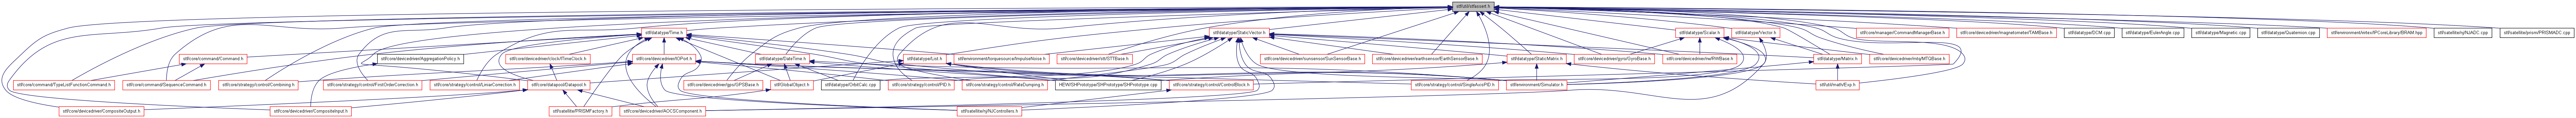 stf/util/stfassert.h
stf/datatype/Time.h
stf/datatype/StaticVector.h
stf/datatype/Scalar.h
stf/datatype/Vector.h
stf/core/manager/CommandManagerBase.h
stf/core/devicedriver/magnetometer/TAMBase.h
stf/datatype/DCM.cpp
stf/datatype/EulerAngle.cpp
stf/datatype/Magnetic.cpp
stf/datatype/Quaternion.cpp
stf/environment/xintex/FPCoreLibrary/BRAM.hpp
stf/satellite/nj/NJADC.cpp
stf/satellite/prism/PRISMADC.cpp
stf/core/command/Command.h
stf/core/devicedriver/AggregationPolicy.h
stf/core/devicedriver/clock/ITimeClock.h
stf/core/devicedriver/IOPort.h
stf/datatype/DateTime.h
stf/datatype/List.h
stf/environment/torquesource/ImpulseNoise.h
stf/core/devicedriver/stt/STTBase.h
stf/core/devicedriver/sunsensor/SunSensorBase.h
stf/core/devicedriver/earthsensor/EarthSensorBase.h
stf/datatype/StaticMatrix.h
stf/core/devicedriver/gyro/GyroBase.h
stf/core/devicedriver/rw/RWBase.h
stf/datatype/Matrix.h
stf/core/devicedriver/mtq/MTQBase.h
stf/core/command/TypeListFunctionCommand.h
stf/core/command/SequenceCommand.h
stf/core/strategy/control/Combining.h
stf/core/strategy/control/FirstOrderCorrection.h
stf/core/strategy/control/LinarCorrection.h
stf/core/datapool/Datapool.h
stf/core/devicedriver/gps/GPSBase.h
stf/GlobalObject.h
stf/datatype/OrbitCalc.cpp
stf/core/strategy/control/PID.h
stf/core/strategy/control/RateDumping.h
HEW/SHPrototype/SHPrototype/SHPrototype.cpp
stf/core/strategy/control/ControlBlock.h
stf/core/strategy/control/SingleAxisPID.h
stf/environment/Simulator.h
stf/util/math/Exp.h
stf/core/devicedriver/CompositeOutput.h
stf/core/devicedriver/CompositeInput.h
stf/satellite/PRISMFactory.h
stf/core/devicedriver/AOCSComponent.h
stf/satellite/nj/NJControllers.h